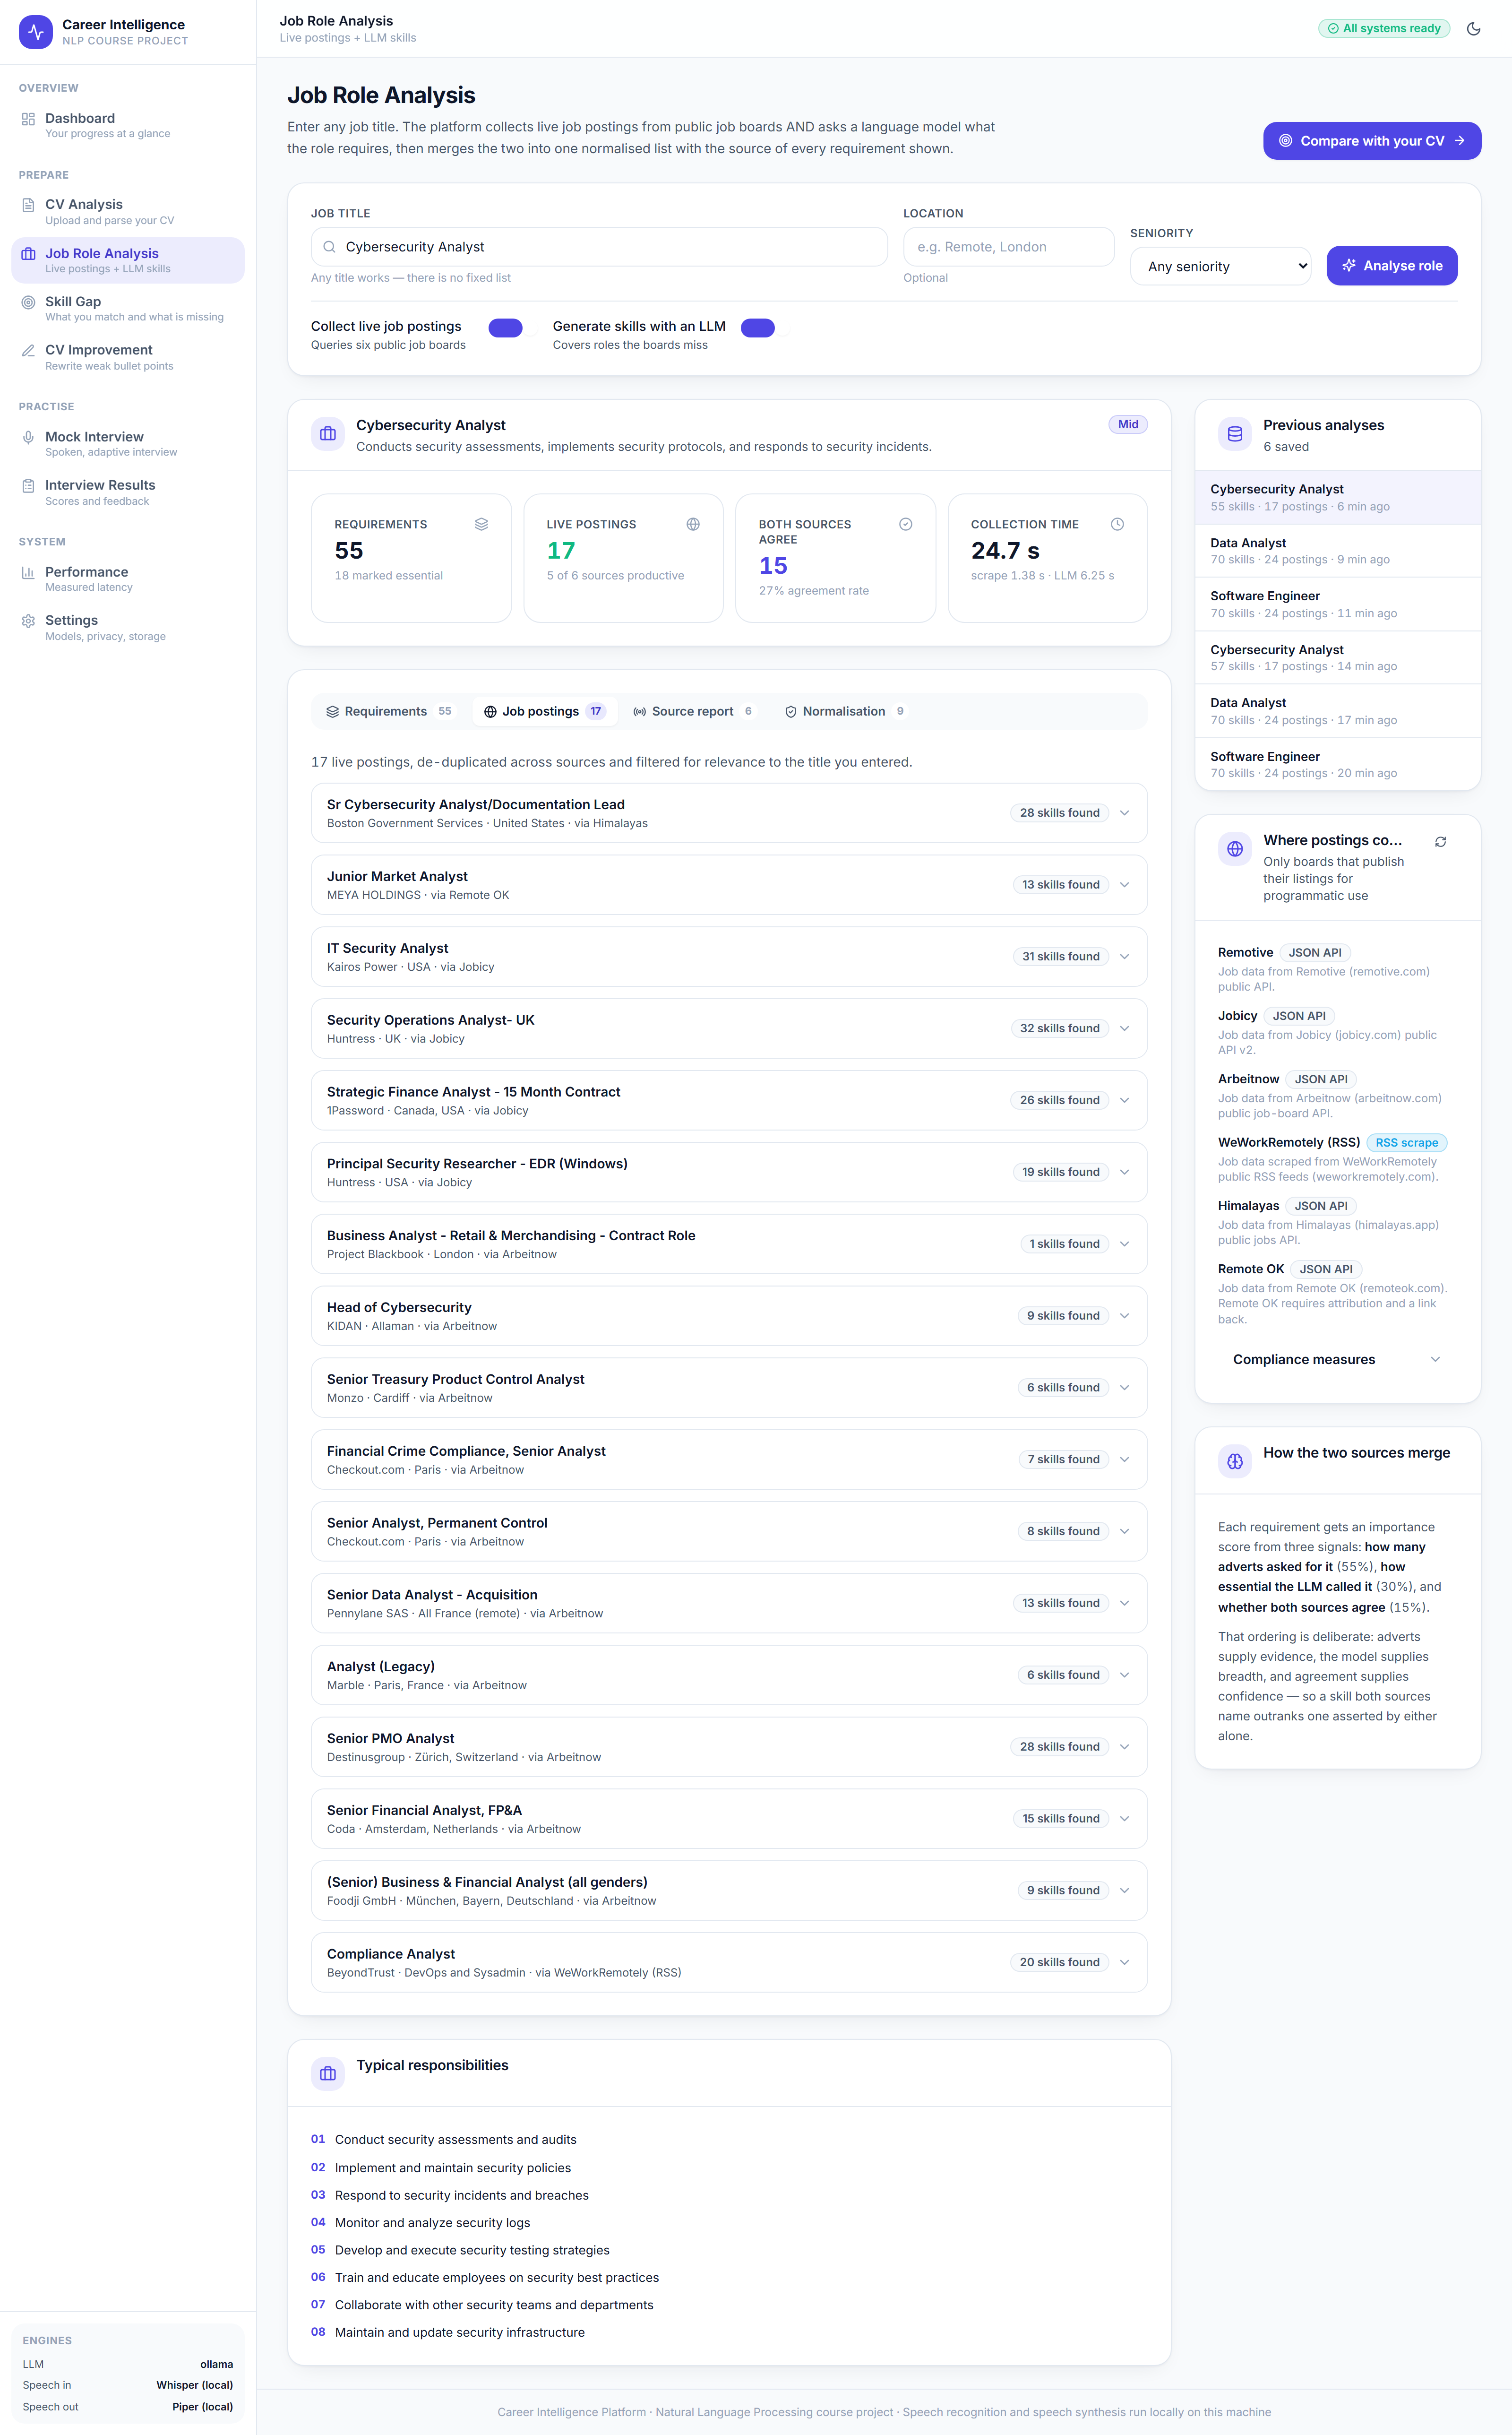 Career Intelligence
NLP COURSE PROJECT
OVERVIEW
Dashboard
Your progress at a glance
PREPARE
CV Analysis
Upload and parse your CV
Job Role Analysis
Live postings + LLM skills
Skill Gap
What you match and what is missing
CV Improvement
Rewrite weak bullet points
PRACTISE
Mock Interview
Spoken, adaptive interview
Interview Results
Scores and feedback
SYSTEM
Performance
Measured latency
Settings
Models, privacy, storage
ENGINES
LLM ollama
Speech in Whisper (local)
Speech out Piper (local)
Job Role Analysis
Live postings + LLM skills
All systems ready
Job Role Analysis
Enter any job title. The platform collects live job postings from public job boards AND asks a language model what
the role requires, then merges the two into one normalised list with the source of every requirement shown.
Compare with your CV
JOB TITLE
Cybersecurity Analyst
Any title works — there is no fixed list
LOCATION
e.g. Remote, London
Optional
SENIORITY
Any seniority
Analyse role
Collect live job postings
Queries six public job boards
Generate skills with an LLM
Covers roles the boards miss
Cybersecurity Analyst
Conducts security assessments, implements security protocols, and responds to security incidents.
Mid
REQUIREMENTS
55
18 marked essential
LIVE POSTINGS
17
5 of 6 sources productive
BOTH SOURCES
AGREE
15
27% agreement rate
COLLECTION TIME
24.7 s
scrape 1.38 s · LLM 6.25 s
Requirements 55
Job postings 17
Source report 6
Normalisation 9
17 live postings, de-duplicated across sources and filtered for relevance to the title you entered.
Sr Cybersecurity Analyst/Documentation Lead
Boston Government Services · United States · via Himalayas
28 skills found
Junior Market Analyst
MEYA HOLDINGS · via Remote OK
13 skills found
IT Security Analyst
Kairos Power · USA · via Jobicy
31 skills found
Security Operations Analyst- UK
Huntress · UK · via Jobicy
32 skills found
Strategic Finance Analyst - 15 Month Contract
1Password · Canada, USA · via Jobicy
26 skills found
Principal Security Researcher - EDR (Windows)
Huntress · USA · via Jobicy
19 skills found
Business Analyst - Retail & Merchandising - Contract Role
Project Blackbook · London · via Arbeitnow
1 skills found
Head of Cybersecurity
KIDAN · Allaman · via Arbeitnow
9 skills found
Senior Treasury Product Control Analyst
Monzo · Cardiff · via Arbeitnow
6 skills found
Financial Crime Compliance, Senior Analyst
Checkout.com · Paris · via Arbeitnow
7 skills found
Senior Analyst, Permanent Control
Checkout.com · Paris · via Arbeitnow
8 skills found
Senior Data Analyst - Acquisition
Pennylane SAS · All France (remote) · via Arbeitnow
13 skills found
Analyst (Legacy)
Marble · Paris, France · via Arbeitnow
6 skills found
Senior PMO Analyst
Destinusgroup · Zürich, Switzerland · via Arbeitnow
28 skills found
Senior Financial Analyst, FP&A
Coda · Amsterdam, Netherlands · via Arbeitnow
15 skills found
(Senior) Business & Financial Analyst (all genders)
Foodji GmbH · München, Bayern, Deutschland · via Arbeitnow
9 skills found
Compliance Analyst
BeyondTrust · DevOps and Sysadmin · via WeWorkRemotely (RSS)
20 skills found
Typical responsibilities
01 Conduct security assessments and audits
02 Implement and maintain security policies
03 Respond to security incidents and breaches
04 Monitor and analyze security logs
05 Develop and execute security testing strategies
06 Train and educate employees on security best practices
07 Collaborate with other security teams and departments
08 Maintain and update security infrastructure
Previous analyses
6 saved
Cybersecurity Analyst
55 skills · 17 postings · 6 min ago
Data Analyst
70 skills · 24 postings · 9 min ago
Software Engineer
70 skills · 24 postings · 11 min ago
Cybersecurity Analyst
57 skills · 17 postings · 14 min ago
Data Analyst
70 skills · 24 postings · 17 min ago
Software Engineer
70 skills · 24 postings · 20 min ago
Where postings co...
Only boards that publish
their listings for
programmatic use
Remotive JSON API
Job data from Remotive (remotive.com)
public API.
Jobicy JSON API
Job data from Jobicy (jobicy.com) public
API v2.
Arbeitnow JSON API
Job data from Arbeitnow (arbeitnow.com)
public job-board API.
WeWorkRemotely (RSS) RSS scrape
Job data scraped from WeWorkRemotely
public RSS feeds (weworkremotely.com).
Himalayas JSON API
Job data from Himalayas (himalayas.app)
public jobs API.
Remote OK JSON API
Job data from Remote OK (remoteok.com).
Remote OK requires attribution and a link
back.
Compliance measures
How the two sources merge
Each requirement gets an importance
score from three signals: how many
adverts asked for it (55%), how
essential the LLM called it (30%), and
whether both sources agree (15%).
That ordering is deliberate: adverts
supply evidence, the model supplies
breadth, and agreement supplies
confidence — so a skill both sources
name outranks one asserted by either
alone.
Career Intelligence Platform · Natural Language Processing course project · Speech recognition and speech synthesis run locally on this machine